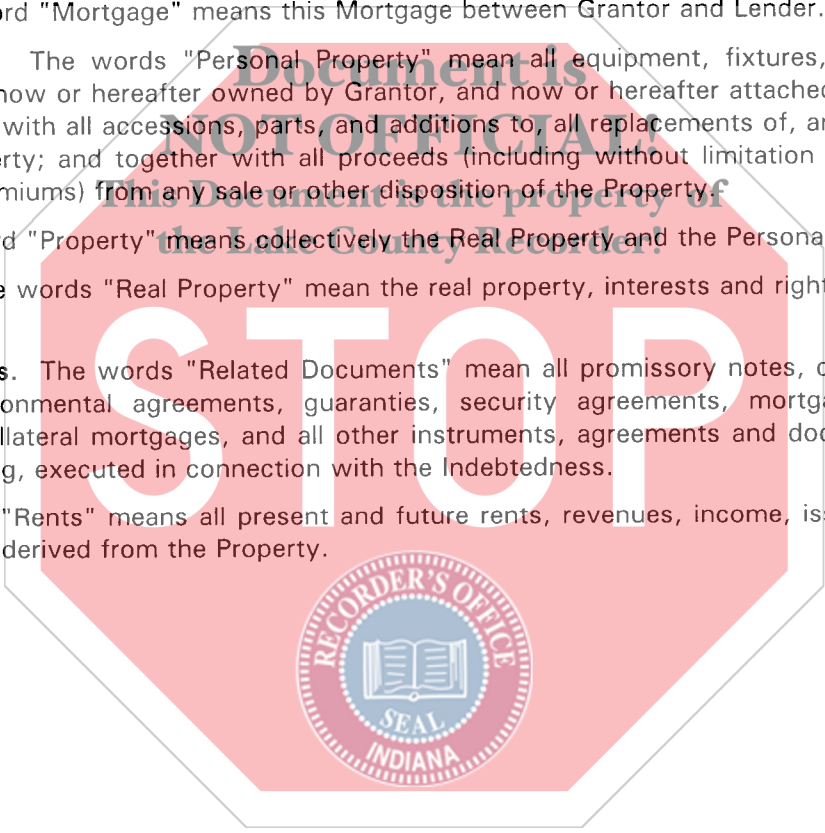 ord "Mortgage" means this Mortgage between Grantor and Lender.
The words "Personal Property" mean all equipment, fixtures,
Document is
now or hereafter owned by Grantor, and now or hereafter attached
with all accessions, parts, and additions to, all replacements of, an
NOT OFFICIAL!
erty; and together with all proceeds (including without limitation
miums) from any sale or other disposition of the Property.
This Document is the property of
rd "Property" means collectively the Real Property and the Persona
the Lake County Recorder!
e words "Real Property" mean the real property, interests and right
STOP
s. The words "Related Documents" mean all promissory notes, c
onmental agreements, guaranties, security agreements, mortga
llateral mortgages, and all other instruments, agreements and doc
g, executed in connection with the Indebtedness.
"Rents" means all present and future rents, revenues, income, iss
derived from the Property.
RECORDER'S OFFICE
SEAL
INDIANA